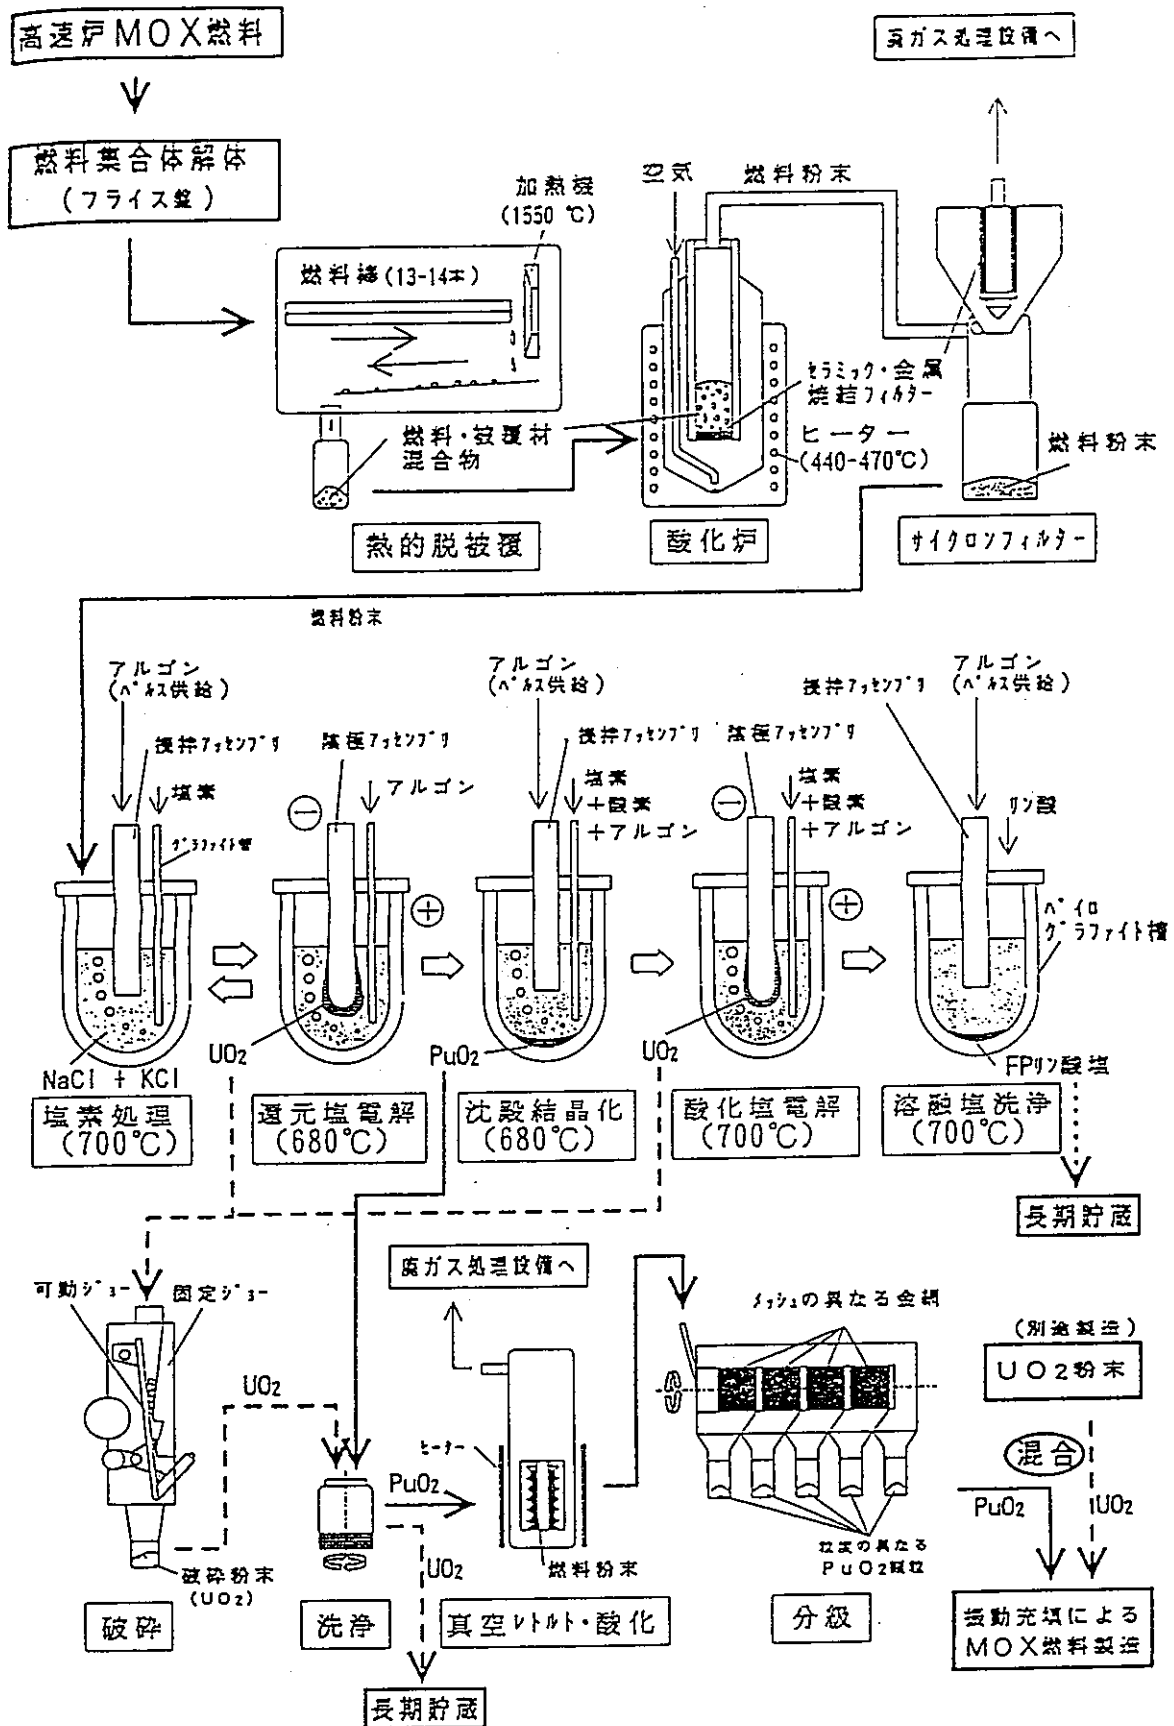 高速炉MOX燃料
廃ガス処理設備へ
燃料集合体解体
(フライス盤)
加熱機
(1550 ℃)
空気
燃料粉末
燃料棒(13-14本)
セラミック・金属
焼結フィルター
燃料・被覆材
混合物
ヒーター
(440-470℃)
燃料粉末
熱的脱被覆
酸化炉
サイクロンフィルター
燃料粉末
アルゴン
(パルス供給)
攪拌アッセンブリ
塩素
グラファイト管
陰極アッセンブリ
アルゴン
アルゴン
(パルス供給)
攪拌アッセンブリ
塩素
+酸素
+アルゴン
陰極アッセンブリ
塩素
+酸素
+アルゴン
攪拌アッセンブリ
アルゴン
(パルス供給)
リン酸
パイロ
グラファイト槽
−
+
−
+
NaCl + KCl
UO2
PuO2
UO2
FPリン酸塩
塩素処理
(700℃)
還元塩電解
(680℃)
沈殿結晶化
(680℃)
酸化塩電解
(700℃)
溶融塩洗浄
(700℃)
長期貯蔵
可動ジョー
固定ジョー
廃ガス処理設備へ
メッシュの異なる金網
(別途製造)
UO2粉末
UO2
ヒーター
混合
PuO2
PuO2
UO2
UO2
破砕粉末
(UO2)
燃料粉末
粒度の異なる
PuO2顆粒
破砕
洗浄
真空レトルト・酸化
分級
振動充填による
MOX燃料製造
長期貯蔵